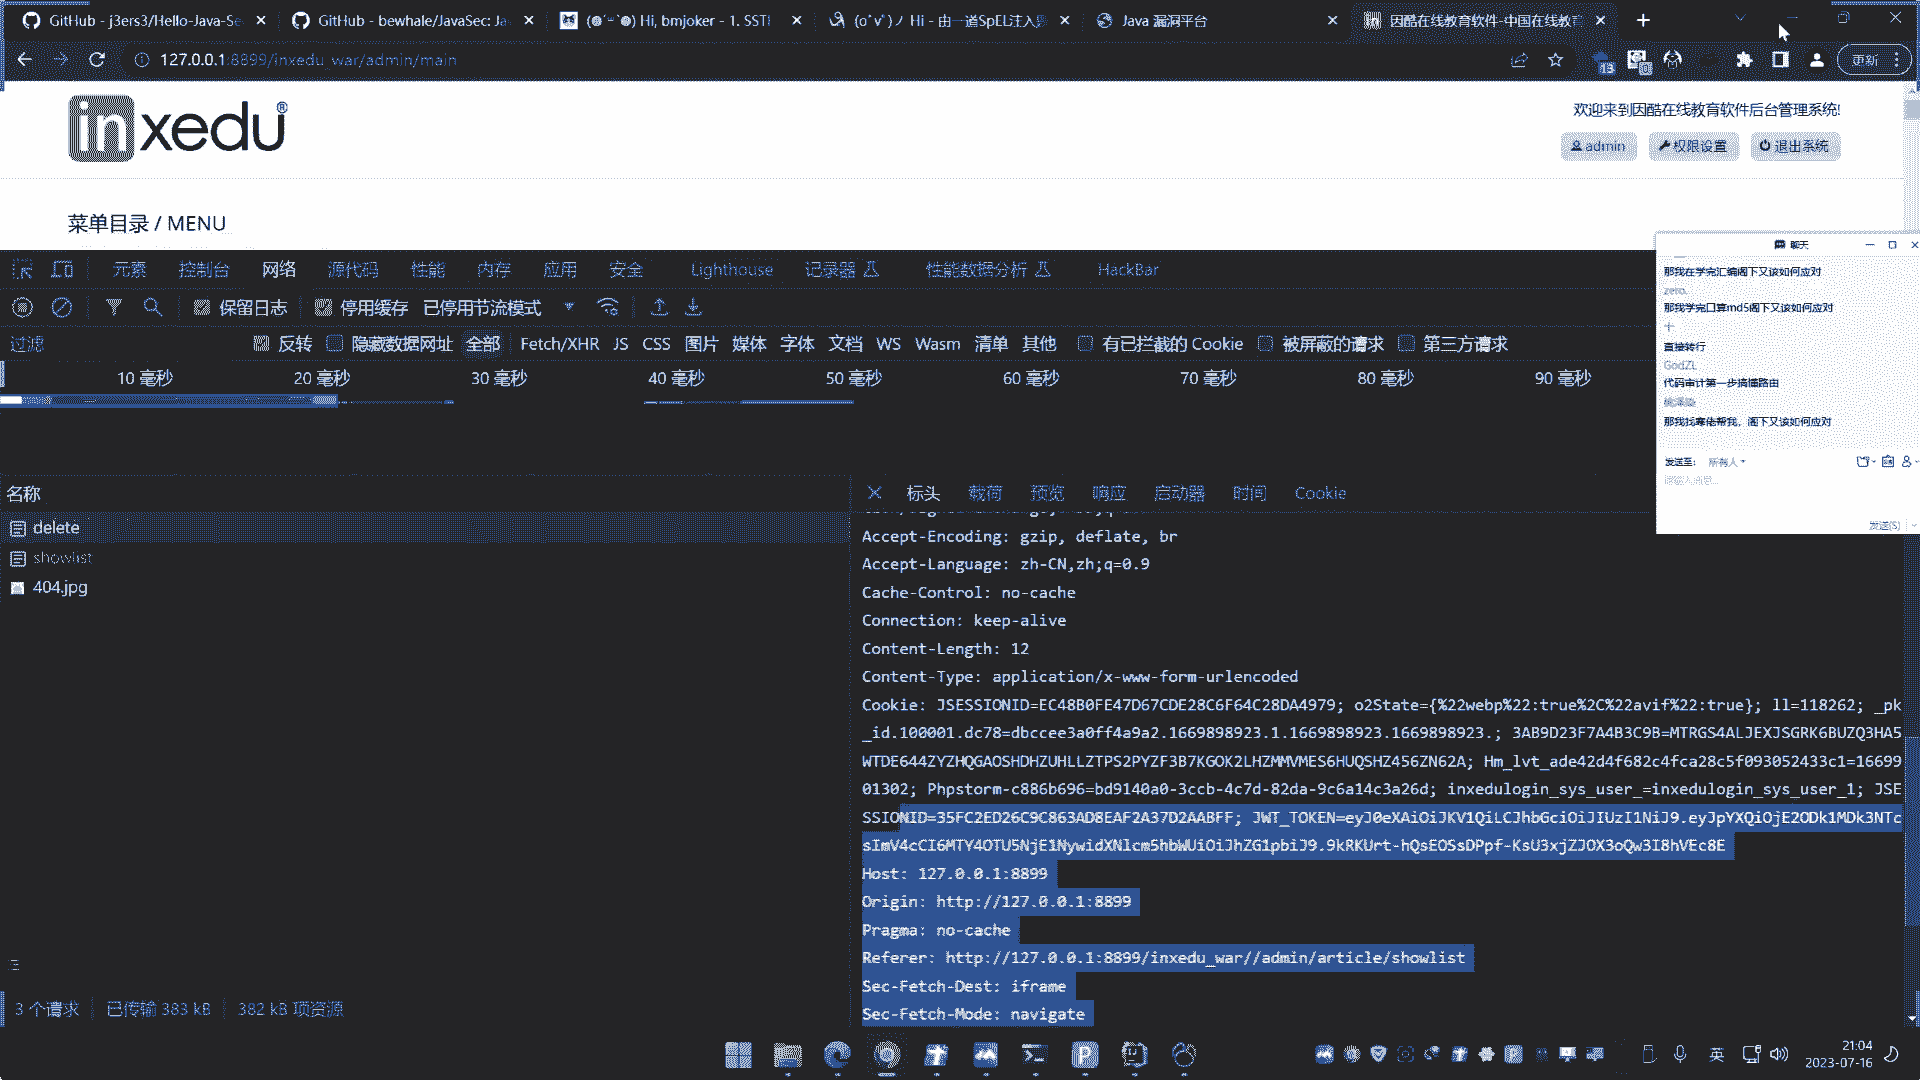 GitHub - j3ers3/Hello-Java-Se
GitHub - bewhale/JavaSec: Ja
Hi, bmjoker - 1. SSTI
Hi - 由一道SpEL注入
Java 漏洞平台
因酷在线教育软件-中国在线教育
127.0.0.1:8899/inxedu_war/admin/main
13
更新
inxedu®
欢迎来到因酷在线教育软件后台管理系统!
admin
权限设置
退出系统
菜单目录 / MENU
元素
控制台
网络
源代码
性能
内存
应用
安全
Lighthouse
记录器
性能数据分析
HackBar
保留日志
停用缓存
已停用节流模式
过滤
反转
隐藏数据网址
全部
Fetch/XHR
JS
CSS
图片
媒体
字体
文档
WS
Wasm
清单
其他
有已拦截的 Cookie
被屏蔽的请求
第三方请求
10 毫秒
20 毫秒
30 毫秒
40 毫秒
50 毫秒
60 毫秒
70 毫秒
80 毫秒
90 毫秒
聊天
那我在学完汇编阁下又该如何应对
zero.
那我学完口算md5阁下又该如何应对
十
直接转行
GodZL
代码审计第一步搞懂路由
那我找寒佬帮我，阁下又该如何应对
发送至:
所有人
发送(S)
名称
delete
showlist
404.jpg
标头
载荷
预览
响应
启动器
时间
Cookie
Accept-Encoding: gzip, deflate, br
Accept-Language: zh-CN,zh;q=0.9
Cache-Control: no-cache
Connection: keep-alive
Content-Length: 12
Content-Type: application/x-www-form-urlencoded
Cookie: JSESSIONID=EC48B0FE47D67CDE28C6F64C28DA4979; o2State={%22webp%22:true%2C%22avif%22:true}; ll=118262; _pk
_id.100001.dc78=dbccee3a0ff4a9a2.1669898923.1.1669898923.1669898923.; 3AB9D23F7A4B3C9B=MTRGS4ALJEXJSGRK6BUZQ3HA5
WTDE644ZYZHQGAOSHDHZUHLLZTPS2PYZF3B7KGOK2LHZMMVMES6HUQSHZ456ZN62A; Hm_lvt_ade42d4f682c4fca28c5f093052433c1=16699
01302; Phpstorm-c886b696=bd9140a0-3ccb-4c7d-82da-9c6a14c3a26d; inxedulogin_sys_user_=inxedulogin_sys_user_1; JSE
SSIONID=35FC2ED26C9C863AD8EAF2A37D2AABFF; JWT_TOKEN=eyJ0eXAiOiJKV1QiLCJhbGciOiJIUzI1NiJ9.eyJpYXQiOjE2ODk1MDk3NTc
sImV4cCI6MTY4OTU5NjE1NywidXNlcm5hbWUiOiJhZG1pbiJ9.9kRKUrt-hQsEOSsDPpf-KsU3xjZJOX3oQw3I8hVEc8E
Host: 127.0.0.1:8899
Origin: http://127.0.0.1:8899
Pragma: no-cache
Referer: http://127.0.0.1:8899/inxedu_war//admin/article/showlist
Sec-Fetch-Dest: iframe
Sec-Fetch-Mode: navigate
3 个请求
已传输 383 kB
382 kB 项资源
英
21:04
2023-07-16